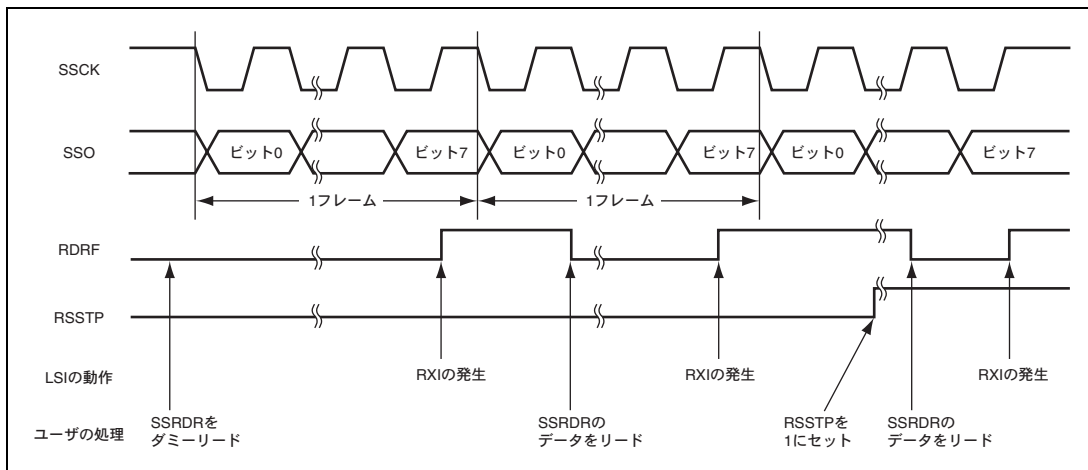 SSCK
SSO
ビット0
ビット7
ビット0
ビット7
ビット0
ビット7
1フレーム
1フレーム
RDRF
RSSTP
LSIの動作
RXIの発生
RXIの発生
RXIの発生
ユーザの処理
SSRDRを
ダミーリード
SSRDRの
データをリード
RSSTPを
1にセット
SSRDRの
データをリード